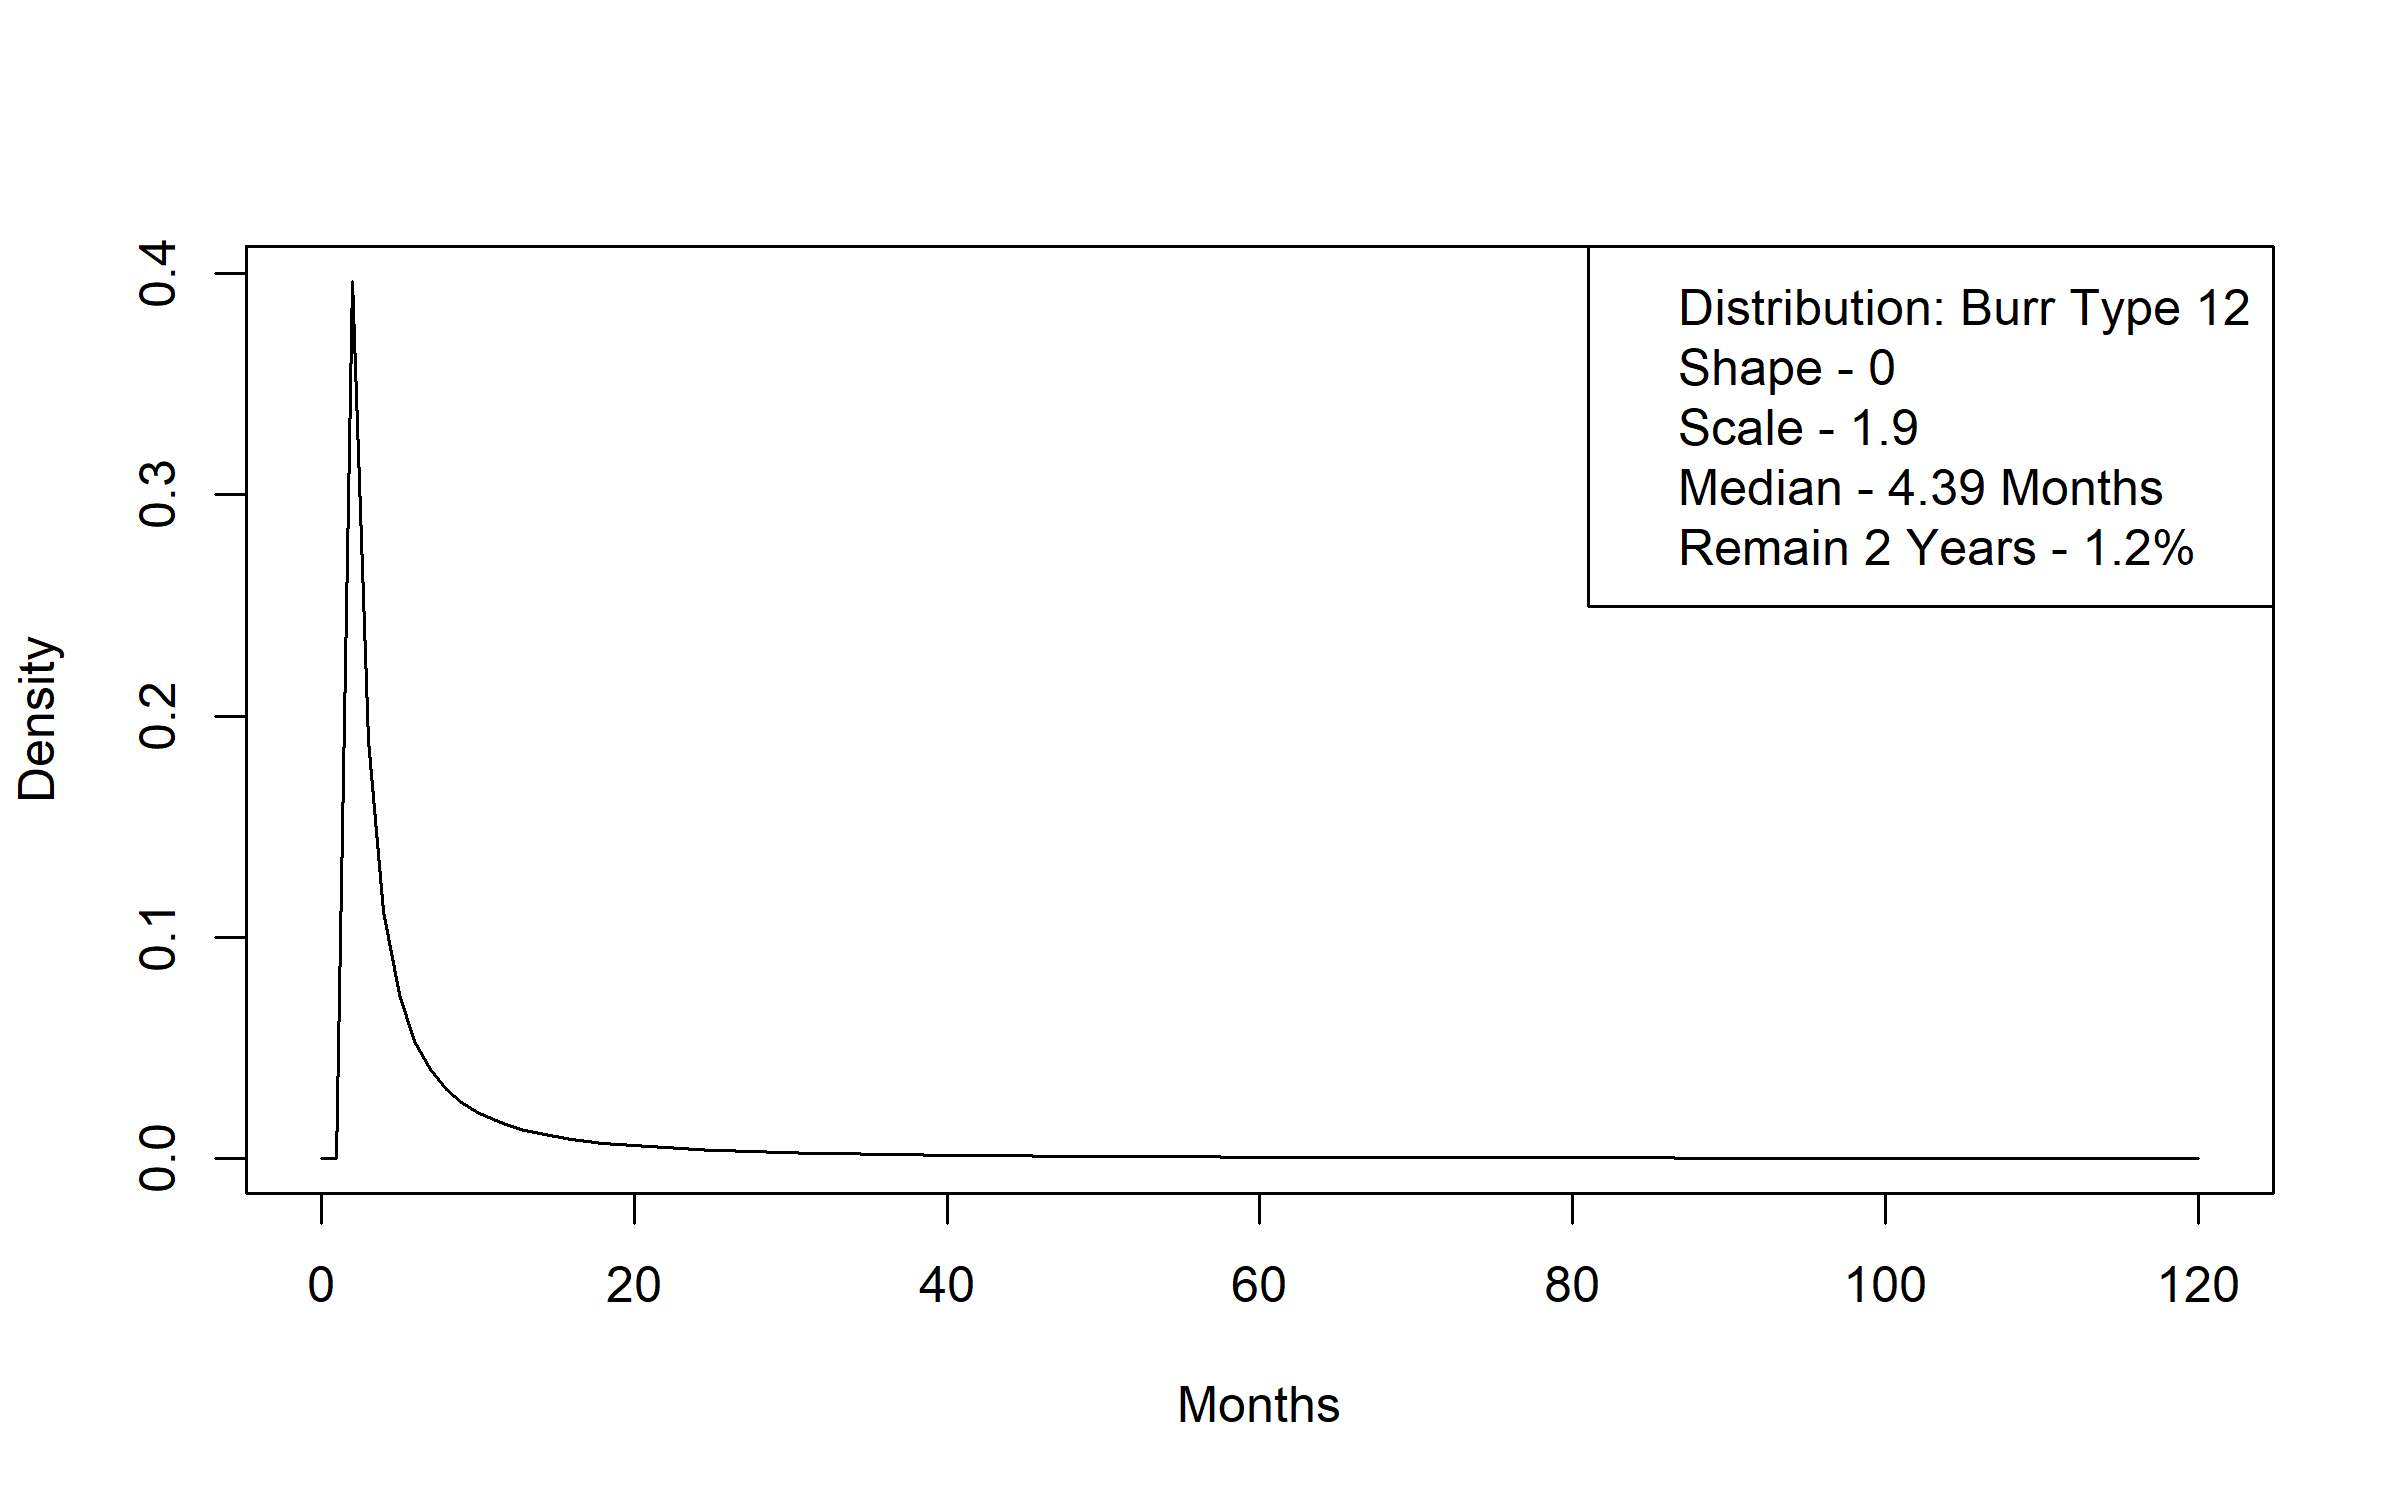 Distribution: Burr Type 12
Shape - 0
Scale - 1.9
Median - 4.39 Months
Remain 2 Years - 1.2%
Density
0.4
0.3
0.2
0.1
0.0
0 20 40 60 80 100 120
Months